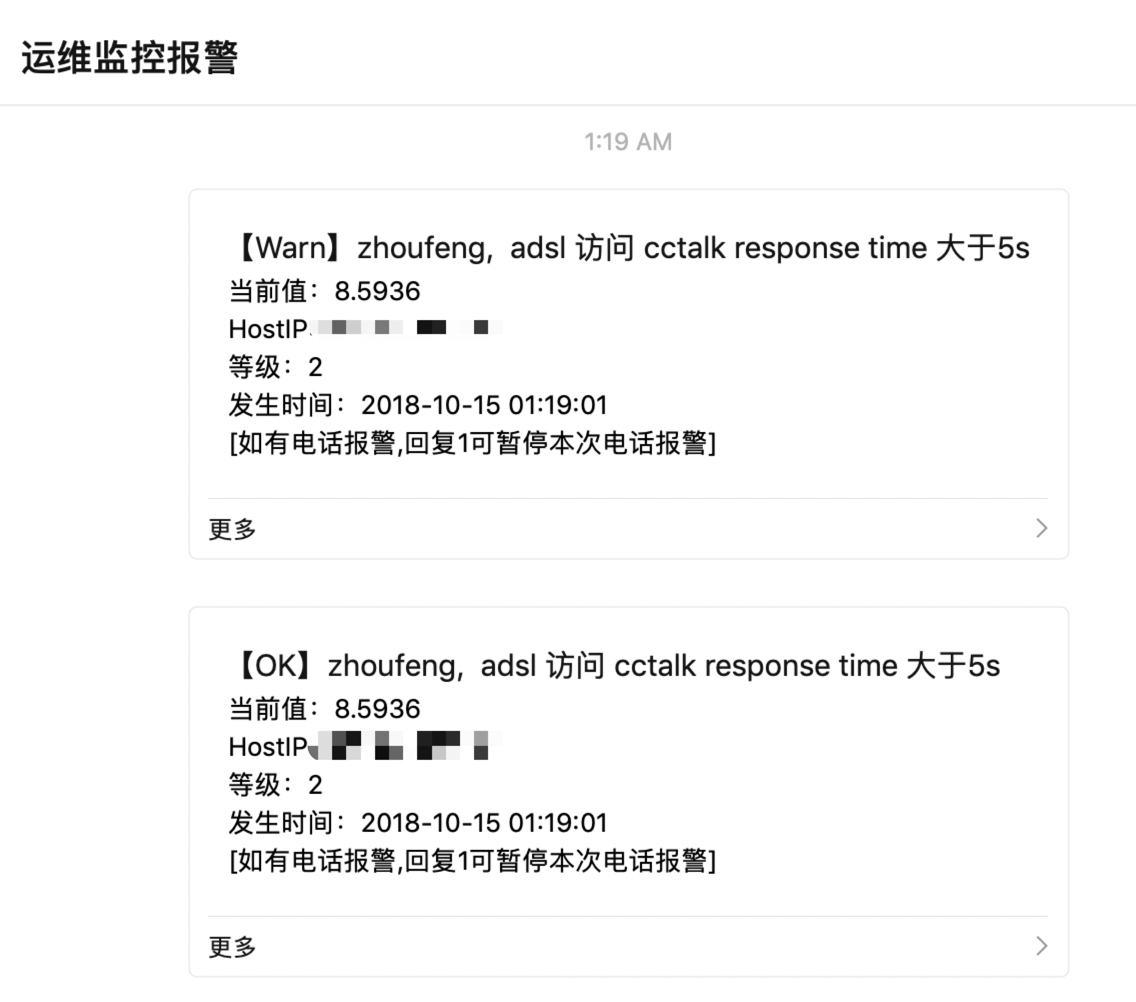 运维监控报警
1:19 AM
【Warn】zhoufeng, adsl 访问 cctalk response time 大于5s
当前值：8.5936
HostIP
等级：2
发生时间：2018-10-15 01:19:01
[如有电话报警,回复1可暂停本次电话报警]
更多
【OK】zhoufeng, adsl 访问 cctalk response time 大于5s
当前值：8.5936
HostIP
等级：2
发生时间：2018-10-15 01:19:01
[如有电话报警,回复1可暂停本次电话报警]
更多